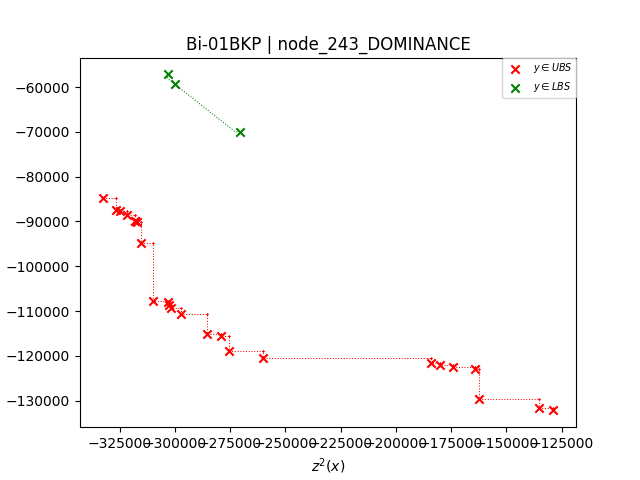 Bi-01BKP | node_243_DOMINANCE
y ∈ UBS
y ∈ LBS
−60000
−70000
−80000
−90000
−100000
−110000
−120000
−130000
−325000 −300000 −275000 −250000 −225000 −200000 −175000 −150000 −125000
z²(x)